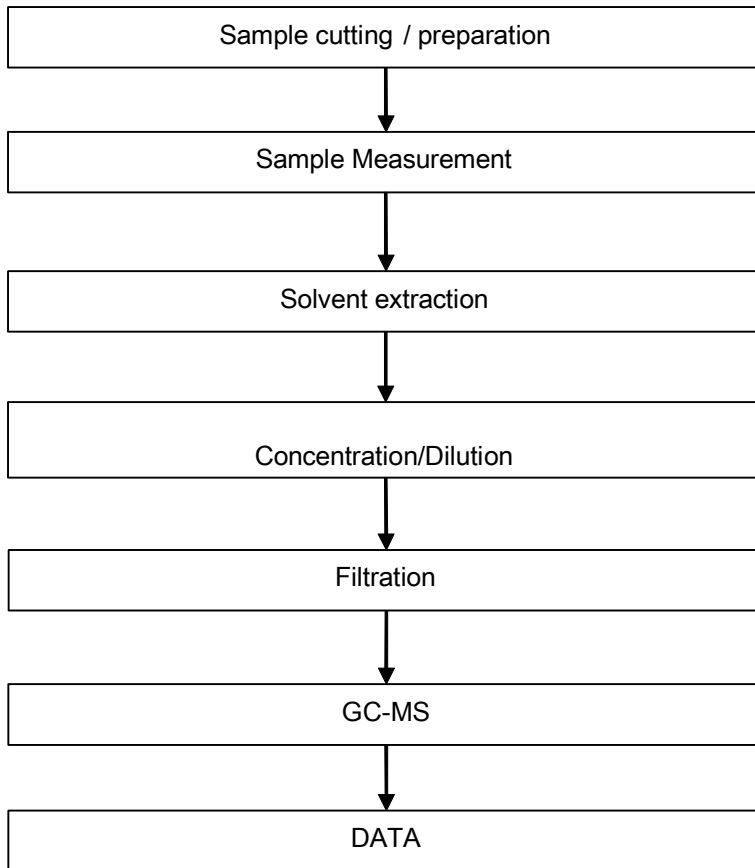 Sample cutting / preparation
Sample Measurement
Solvent extraction
Concentration/Dilution
Filtration
GC-MS
DATA